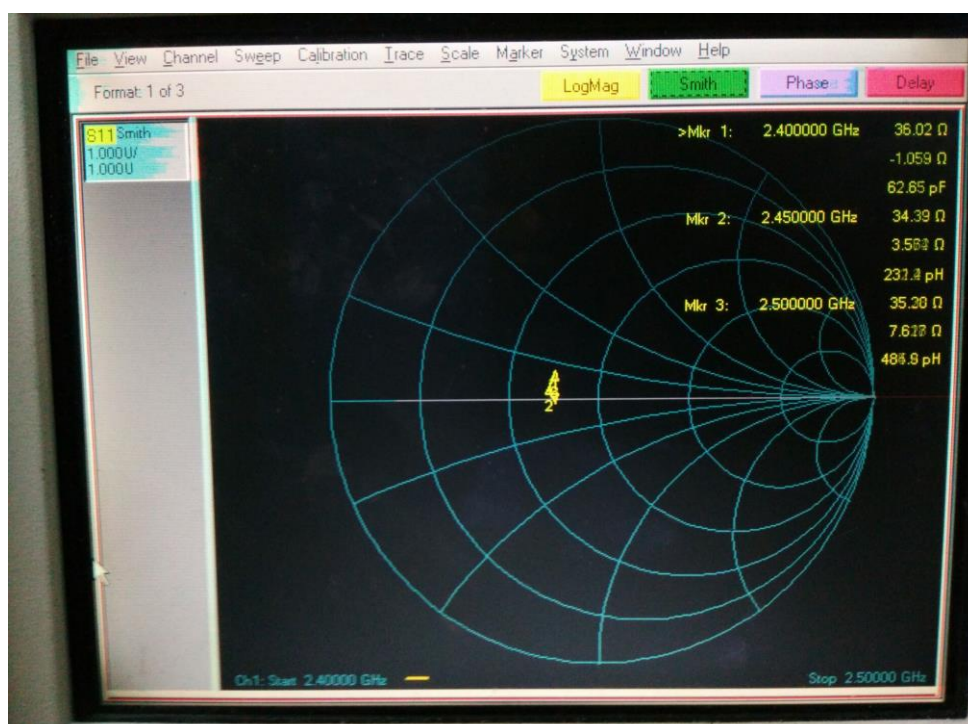 File View Channel Sweep Calibration Trace Scale Marker System Window Help
Format: 1 of 3 LogMag Smith Phase Delay
S11 Smith
1.000U/
1.000U
>Mkr 1: 2.400000 GHz 36.02 Ω
-1.059 Ω
62.65 pF
Mkr 2: 2.450000 GHz 34.39 Ω
Ω
pH
Mkr 3: 2.500000 GHz 35.20 Ω
Ω
pH
2
Ch1: Start 2.40000 GHz
Stop 2.50000 GHz